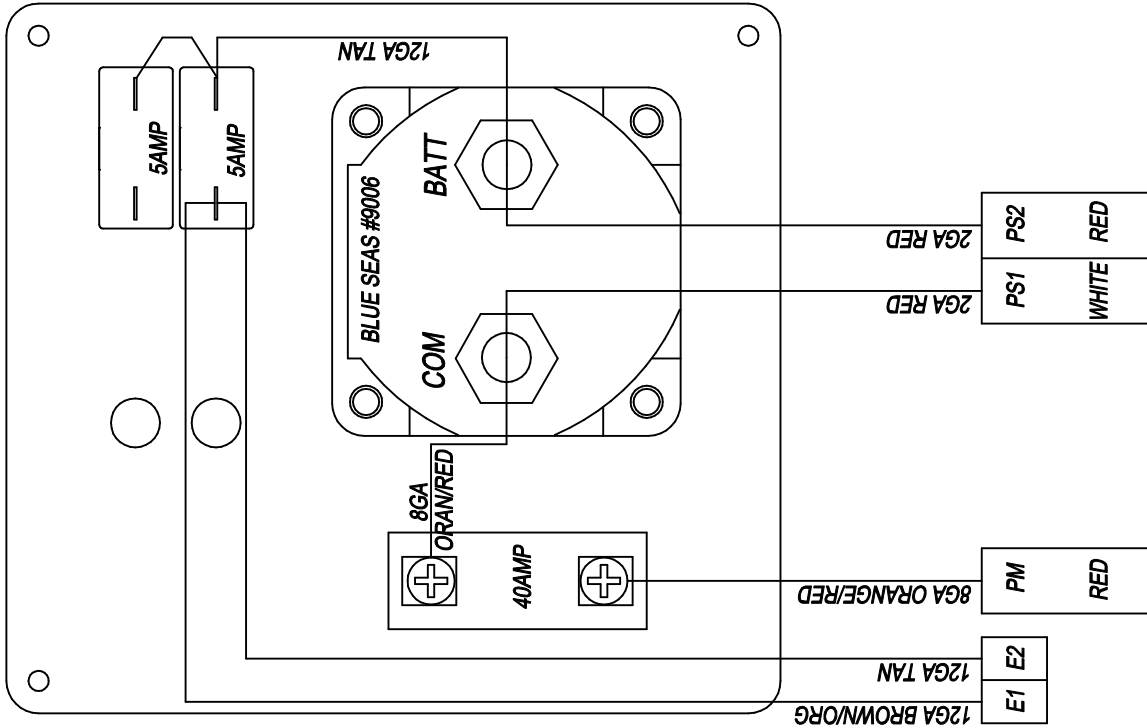 12GA TAN
5AMP
5AMP
BATT
BLUE SEAS #9006
COM
2GA RED
PS2
RED
2GA RED
PS1
WHITE
8GA
ORAN/RED
40AMP
8GA ORANGE/RED
PM
RED
12GA TAN
E2
12GA BROWN/ORG
E1